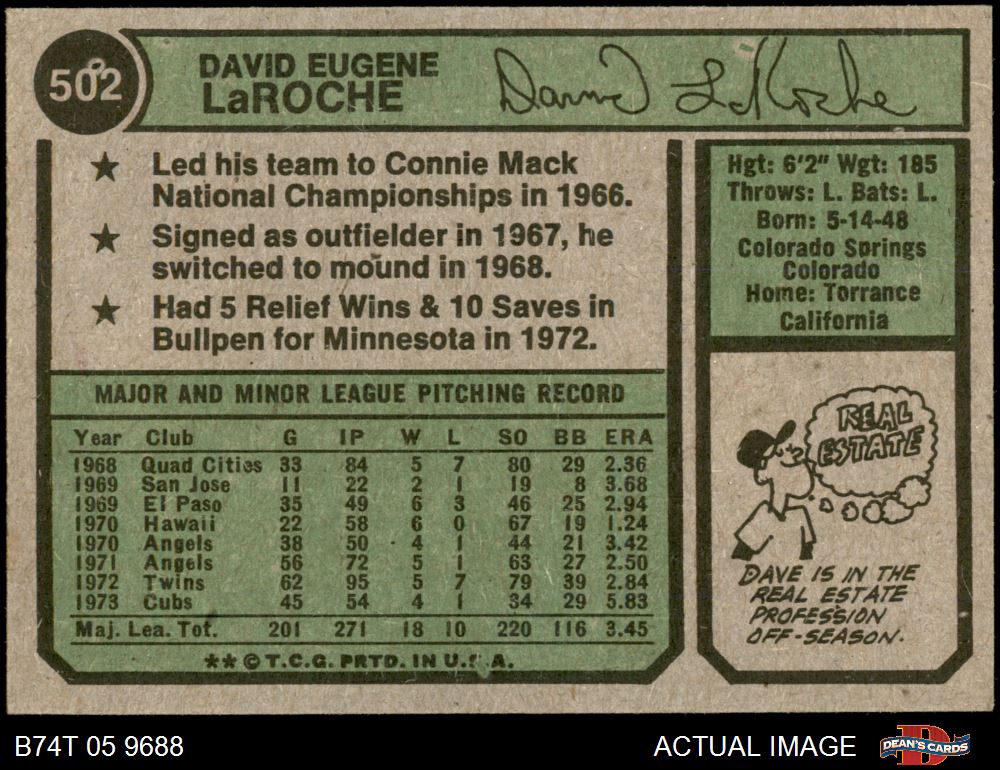 502
DAVID EUGENE
LaROCHE
David LaRoche
★ Led his team to Connie Mack
National Championships in 1966.
★ Signed as outfielder in 1967, he
switched to mound in 1968.
★ Had 5 Relief Wins & 10 Saves in
Bullpen for Minnesota in 1972.
Hgt: 6'2" Wgt: 185
Throws: L. Bats: L.
Born: 5-14-48
Colorado Springs
Colorado
Home: Torrance
California
MAJOR AND MINOR LEAGUE PITCHING RECORD
Year Club G IP W L SO BB ERA
1968 Quad Cities 33 84 5 7 80 29 2.36
1969 San Jose 11 22 2 1 19 8 3.68
1969 El Paso 35 49 6 3 46 25 2.94
1970 Hawaii 22 58 6 0 67 19 1.24
1970 Angels 38 50 4 1 44 21 3.42
1971 Angels 56 72 5 1 63 27 2.50
1972 Twins 62 95 5 7 79 39 2.84
1973 Cubs 45 54 4 1 34 29 5.83
Maj. Lea. Tot. 201 271 18 10 220 116 3.45
** © T.C.G. PRTD. IN U.S.A.
REAL
ESTATE
DAVE IS IN THE
REAL ESTATE
PROFESSION
OFF-SEASON.
B74T 05 9688
ACTUAL IMAGE
DEAN'S CARDS